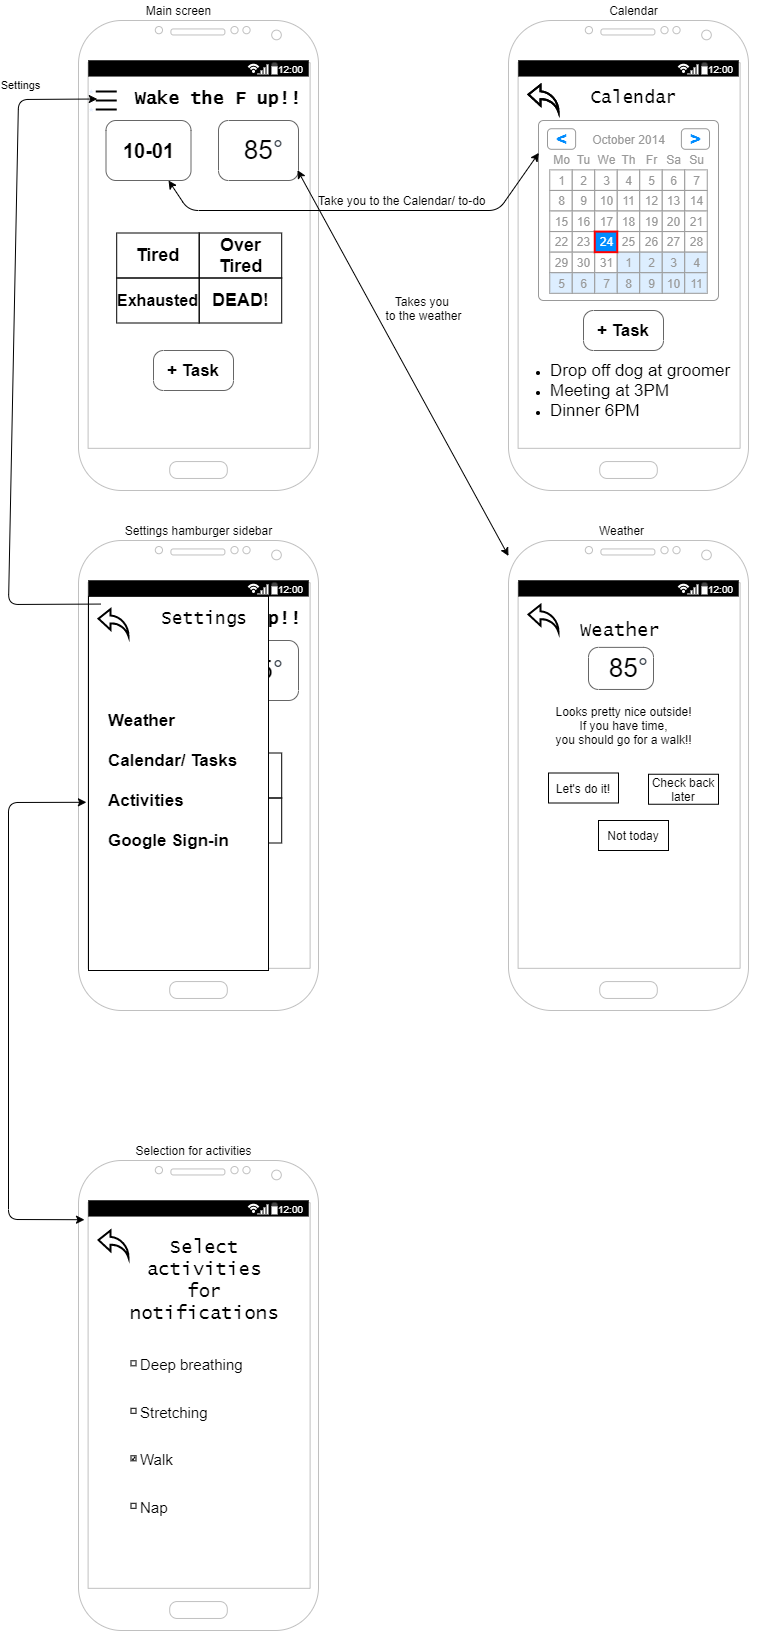 Main screen
12:00
Settings
Wake the F up!!
10-01
85°
Take you to the Calendar/ to-do
Tired
Over
Tired
Exhausted
DEAD!
+ Task
Takes you
to the weather
Calendar
12:00
Calendar
< October 2014 >
Mo Tu We Th Fr Sa Su
1 2 3 4 5 6 7
8 9 10 11 12 13 14
15 16 17 18 19 20 21
22 23 24 25 26 27 28
29 30 31 1 2 3 4
5 6 7 8 9 10 11
+ Task
Drop off dog at groomer
Meeting at 3PM
Dinner 6PM
Settings hamburger sidebar
12:00
Settings
p!!
5°
Weather
Calendar/ Tasks
Activities
Google Sign-in
Weather
12:00
Weather
85°
Looks pretty nice outside!
If you have time,
you should go for a walk!!
Let's do it!
Check back
later
Not today
Selection for activities
12:00
Select
activities
for
notifications
Deep breathing
Stretching
Walk
Nap